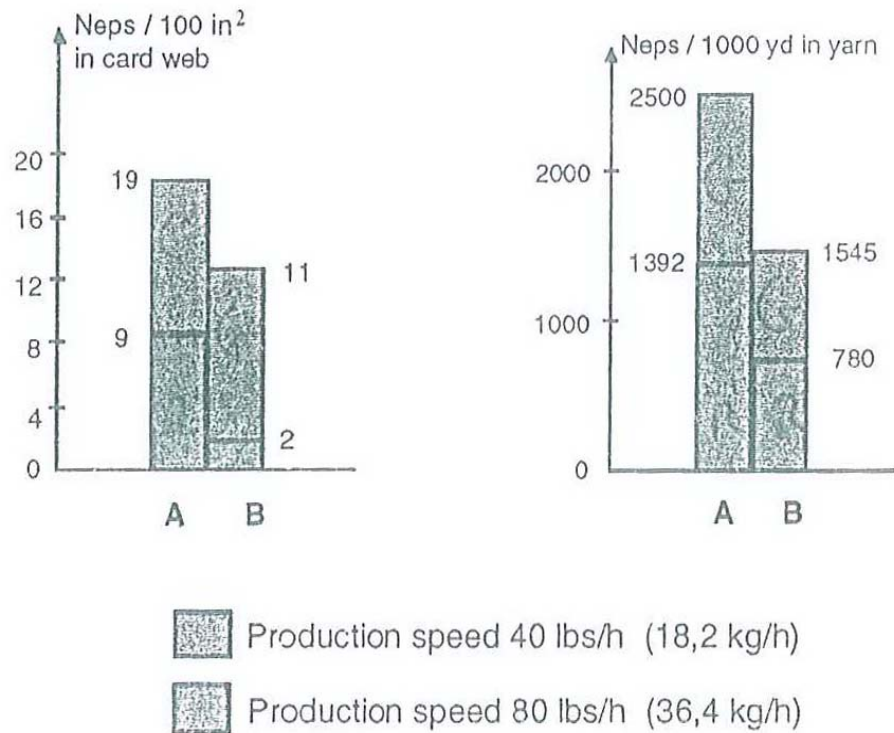 Neps / 100 in²
in card web
20
16
12
8
4
0
19
9
11
2
A B
Neps / 1000 yd in yarn
2000
1000
0
2500
1392
1545
780
A B
Production speed 40 lbs/h (18,2 kg/h)
Production speed 80 lbs/h (36,4 kg/h)